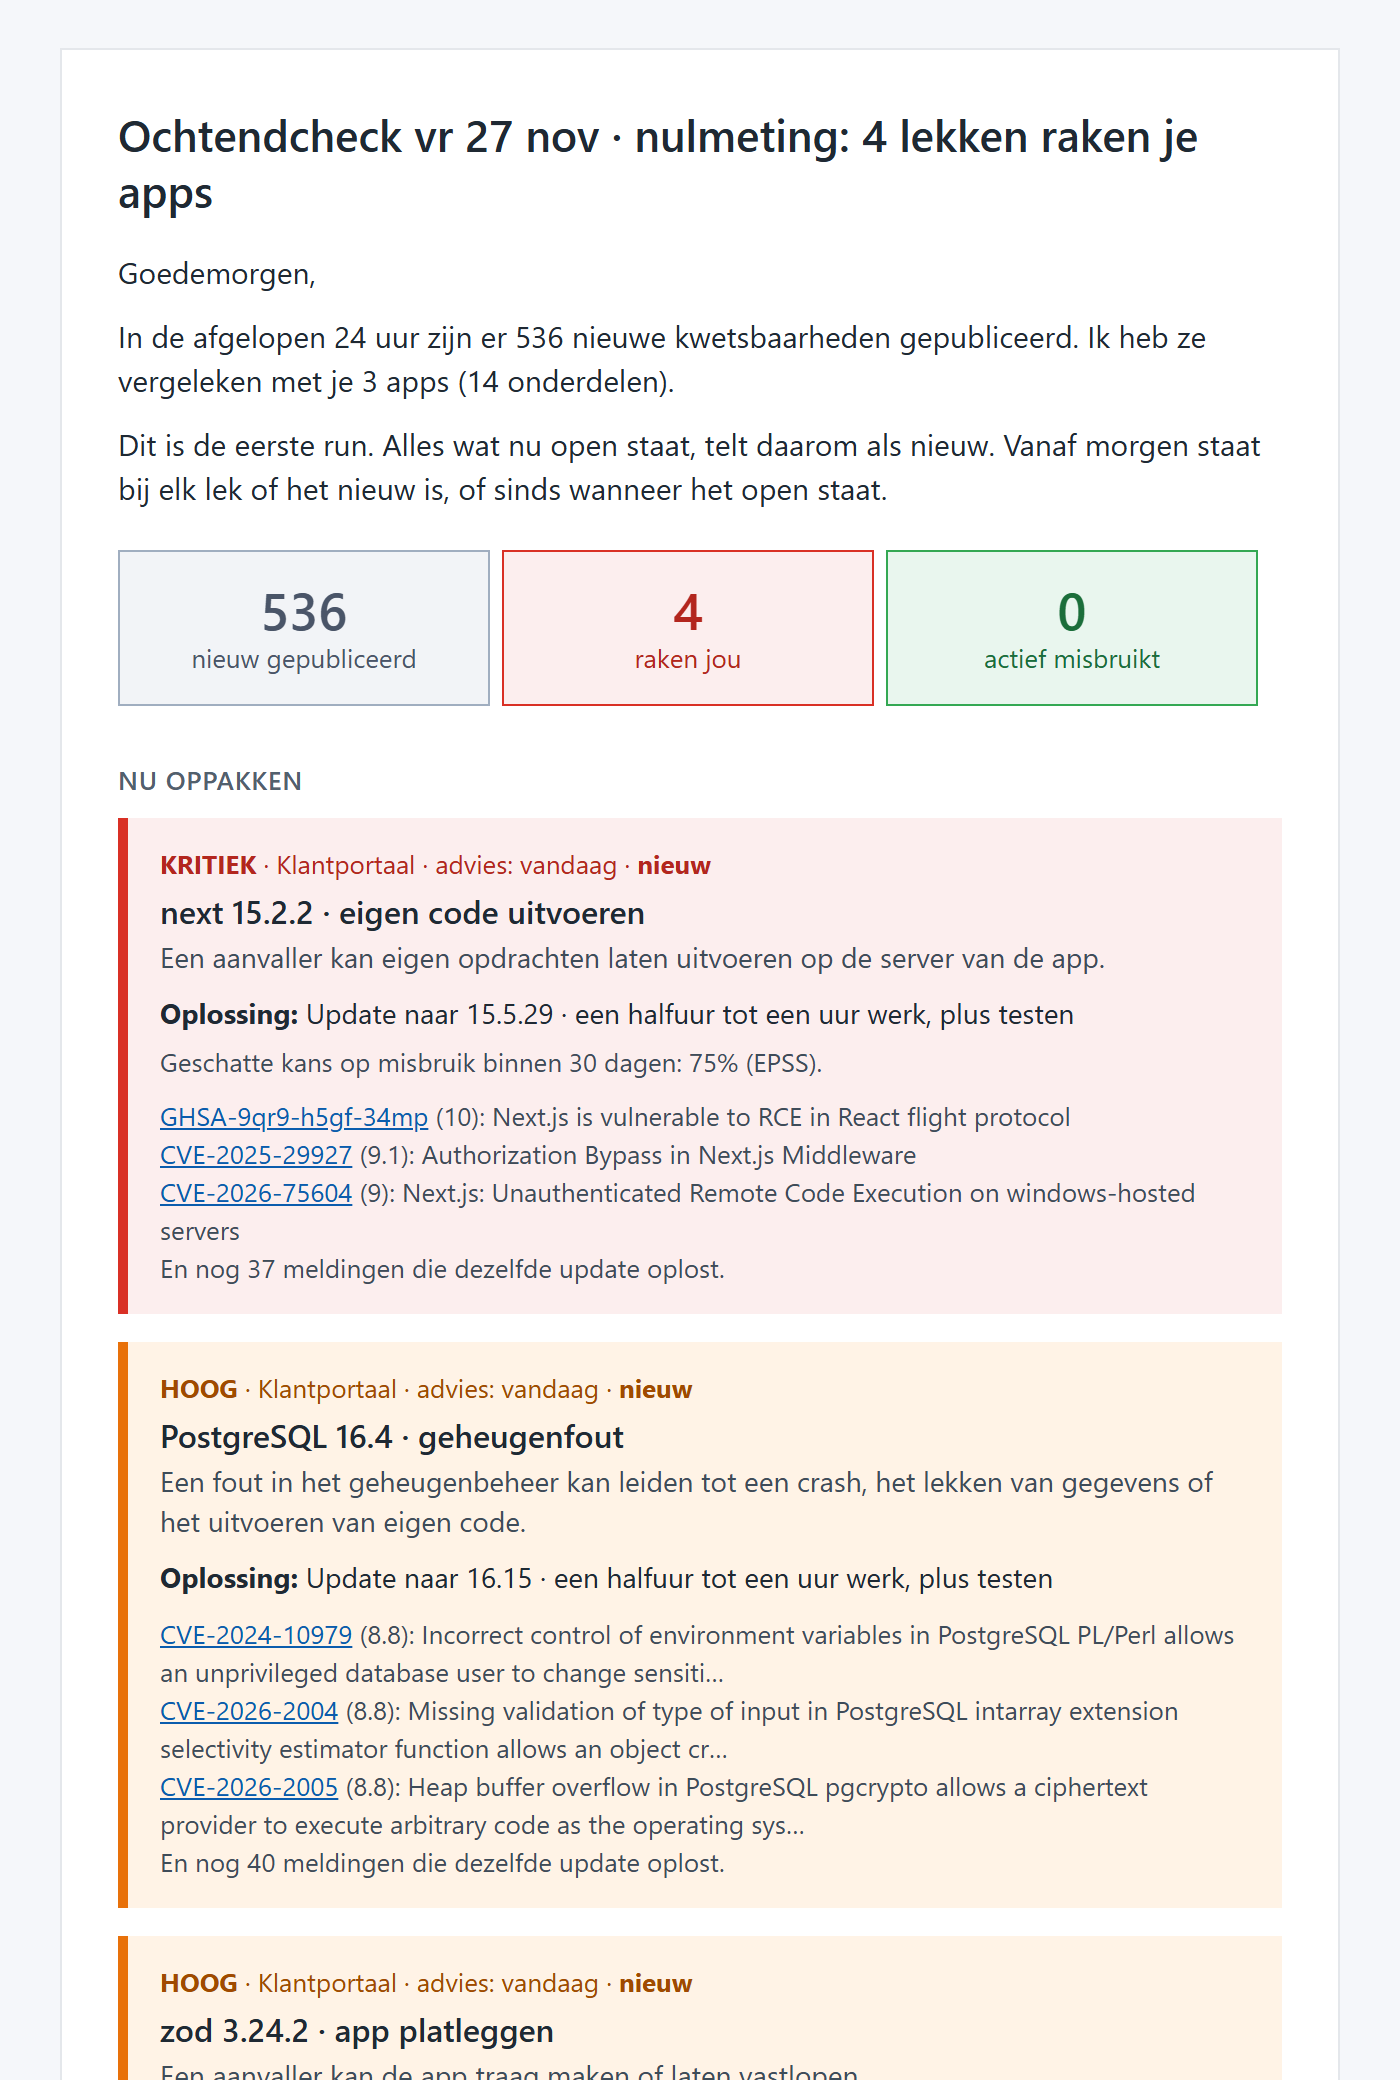 Ochtendcheck vr 27 nov · nulmeting: 4 lekken raken je
apps
Goedemorgen,
In de afgelopen 24 uur zijn er 536 nieuwe kwetsbaarheden gepubliceerd. Ik heb ze
vergeleken met je 3 apps (14 onderdelen).
Dit is de eerste run. Alles wat nu open staat, telt daarom als nieuw. Vanaf morgen staat
bij elk lek of het nieuw is, of sinds wanneer het open staat.
536
nieuw gepubliceerd
4
raken jou
0
actief misbruikt
NU OPPAKKEN
KRITIEK · Klantportaal · advies: vandaag · nieuw
next 15.2.2 · eigen code uitvoeren
Een aanvaller kan eigen opdrachten laten uitvoeren op de server van de app.
Oplossing: Update naar 15.5.29 · een halfuur tot een uur werk, plus testen
Geschatte kans op misbruik binnen 30 dagen: 75% (EPSS).
GHSA-9qr9-h5gf-34mp (10): Next.js is vulnerable to RCE in React flight protocol
CVE-2025-29927 (9.1): Authorization Bypass in Next.js Middleware
CVE-2026-75604 (9): Next.js: Unauthenticated Remote Code Execution on windows-hosted
servers
En nog 37 meldingen die dezelfde update oplost.
HOOG · Klantportaal · advies: vandaag · nieuw
PostgreSQL 16.4 · geheugenfout
Een fout in het geheugenbeheer kan leiden tot een crash, het lekken van gegevens of
het uitvoeren van eigen code.
Oplossing: Update naar 16.15 · een halfuur tot een uur werk, plus testen
CVE-2024-10979 (8.8): Incorrect control of environment variables in PostgreSQL PL/Perl allows
an unprivileged database user to change sensiti...
CVE-2026-2004 (8.8): Missing validation of type of input in PostgreSQL intarray extension
selectivity estimator function allows an object cr...
CVE-2026-2005 (8.8): Heap buffer overflow in PostgreSQL pgcrypto allows a ciphertext
provider to execute arbitrary code as the operating sys...
En nog 40 meldingen die dezelfde update oplost.
HOOG · Klantportaal · advies: vandaag · nieuw
zod 3.24.2 · app platleggen
Een aanvaller kan de app traag maken of laten vastlopen.